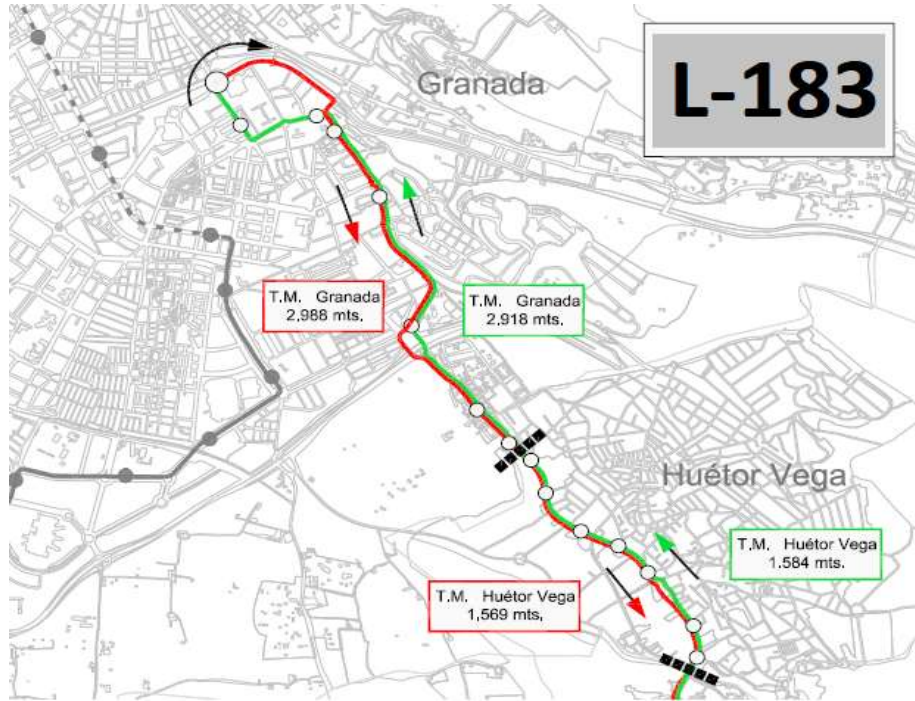 L-183
Granada
T.M. Granada
2,988 mts.
T.M. Granada
2,918 mts.
Huétor Vega
T.M. Huétor Vega
1.584 mts.
T.M. Huétor Vega
1,569 mts.